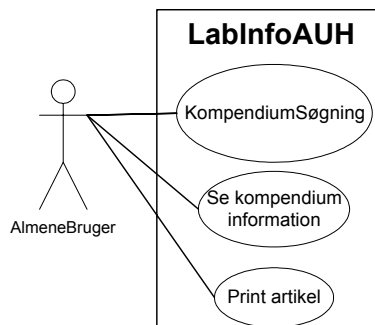 LabInfoAUH
KompendiumSøgning
Se kompendium
information
AlmeneBruger
Print artikel